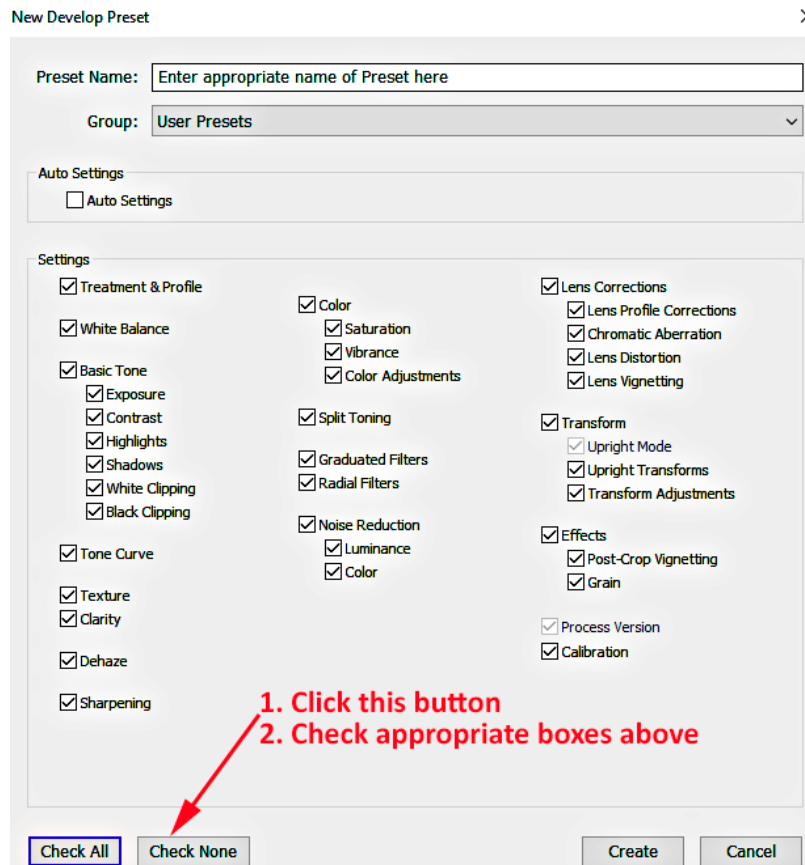 New Develop Preset
Preset Name: Enter appropriate name of Preset here
Group: User Presets
Auto Settings
Auto Settings
Settings
Treatment & Profile
White Balance
Basic Tone
Exposure
Contrast
Highlights
Shadows
White Clipping
Black Clipping
Tone Curve
Texture
Clarity
Dehaze
Sharpening
Color
Saturation
Vibrance
Color Adjustments
Split Toning
Graduated Filters
Radial Filters
Noise Reduction
Luminance
Color
Lens Corrections
Lens Profile Corrections
Chromatic Aberration
Lens Distortion
Lens Vignetting
Transform
Upright Mode
Upright Transforms
Transform Adjustments
Effects
Post-Crop Vignetting
Grain
Process Version
Calibration
1. Click this button
2. Check appropriate boxes above
Check All
Check None
Create
Cancel